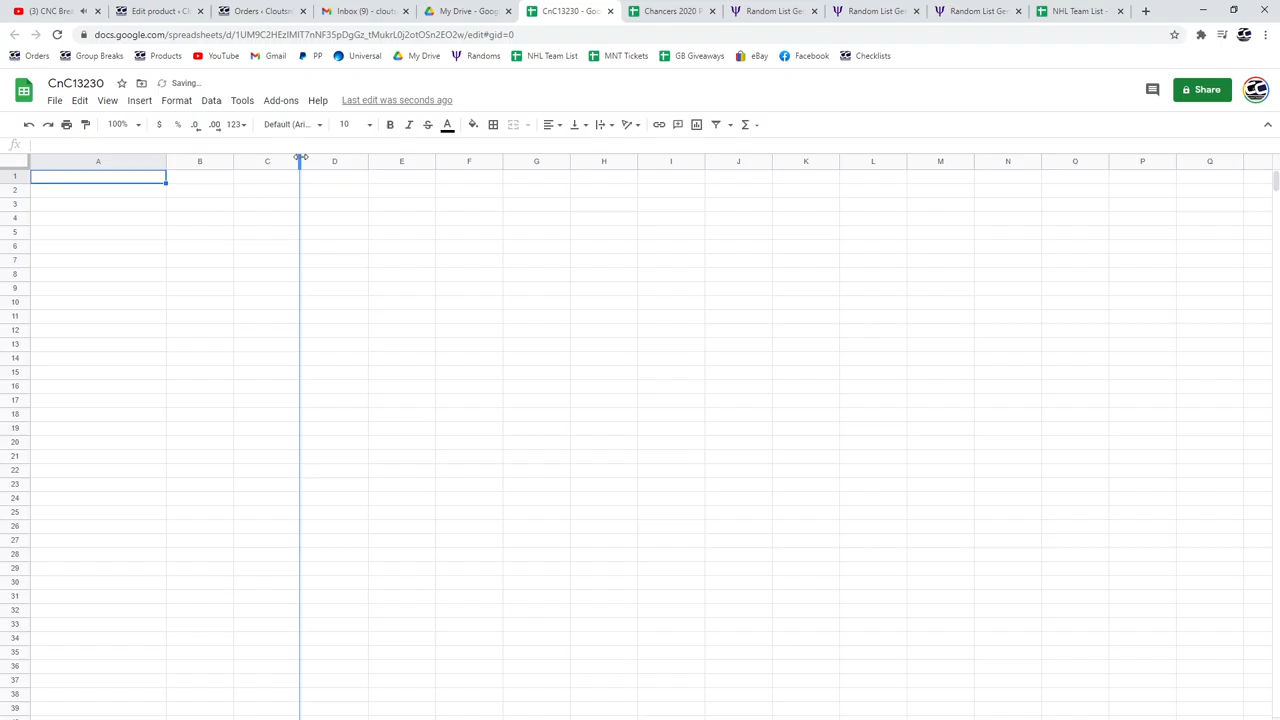 (3) CNC Bre
Edit product ‹ Cl
Orders ‹ Clouts
Inbox (9) - clouts
My Drive - Goog
CnC13230 - Goo
Chancers 2020 P
Random List Ge
Random List Ge
Random List Ge
NHL Team List -
docs.google.com/spreadsheets/d/1UM9C2HEzIMIT7nNF35pDgGz_tMukrL0j2otOSn2EO2w/edit#gid=0
Orders Group Breaks Products YouTube Gmail PP Universal My Drive Randoms NHL Team List MNT Tickets GB Giveaways eBay Facebook Checklists
CnC13230 Saving...
File Edit View Insert Format Data Tools Add-ons Help Last edit was seconds ago
Share
100% $ % .0 .00 123 Default (Ari... 10 B I S A Σ
fx
A B C D E F G H I J K L M N O P Q
1
2
3
4
5
6
7
8
9
10
11
12
13
14
15
16
17
18
19
20
21
22
23
24
25
26
27
28
29
30
31
32
33
34
35
36
37
38
39